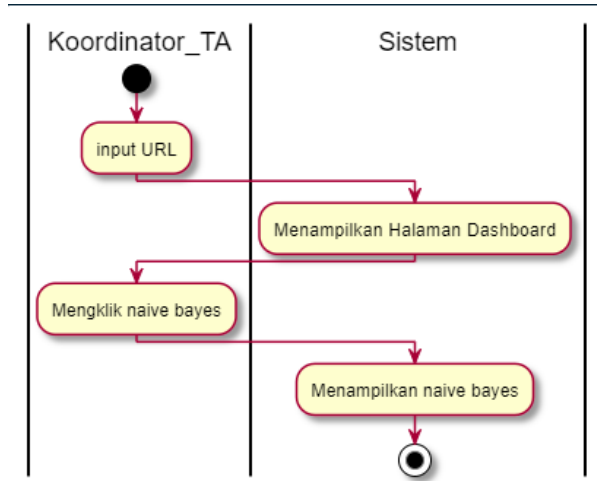 Koordinator_TA
Sistem
input URL
Menampilkan Halaman Dashboard
Mengklik naive bayes
Menampilkan naive bayes